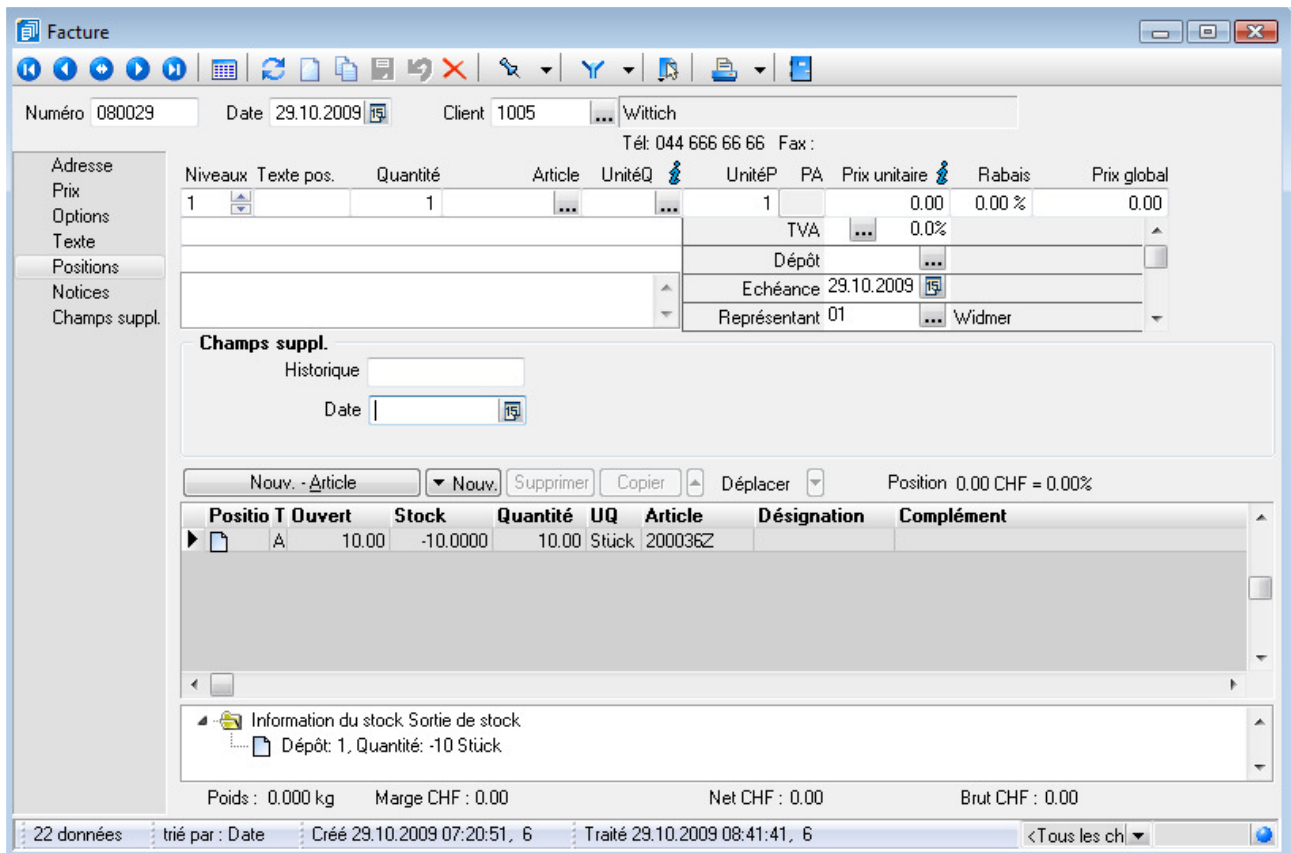 Facture
Numéro 080029 Date 29.10.2009 15 Client 1005 ... Wittich
Tél: 044 666 66 66 Fax :
Adresse
Prix
Options
Texte
Positions
Notices
Champs suppl.
Niveaux Texte pos. Quantité Article UnitéQ UnitéP PA Prix unitaire Rabais Prix global
1 1 ... ... 1 0.00 0.00 % 0.00
TVA ... 0.0%
Dépôt ...
Echéance 29.10.2009 15
Représentant 01 ... Widmer
Champs suppl.
Historique
Date 15
Nouv. - Article Nouv. Supprimer Copier Déplacer Position 0.00 CHF = 0.00%
Positio T Ouvert Stock Quantité UQ Article Désignation Complément
A 10.00 -10.0000 10.00 Stück 200036Z
Information du stock Sortie de stock
Dépôt: 1, Quantité: -10 Stück
Poids : 0.000 kg Marge CHF : 0.00 Net CHF : 0.00 Brut CHF : 0.00
22 données trié par : Date Créé 29.10.2009 07:20:51, 6 Traité 29.10.2009 08:41:41, 6 <Tous les ch